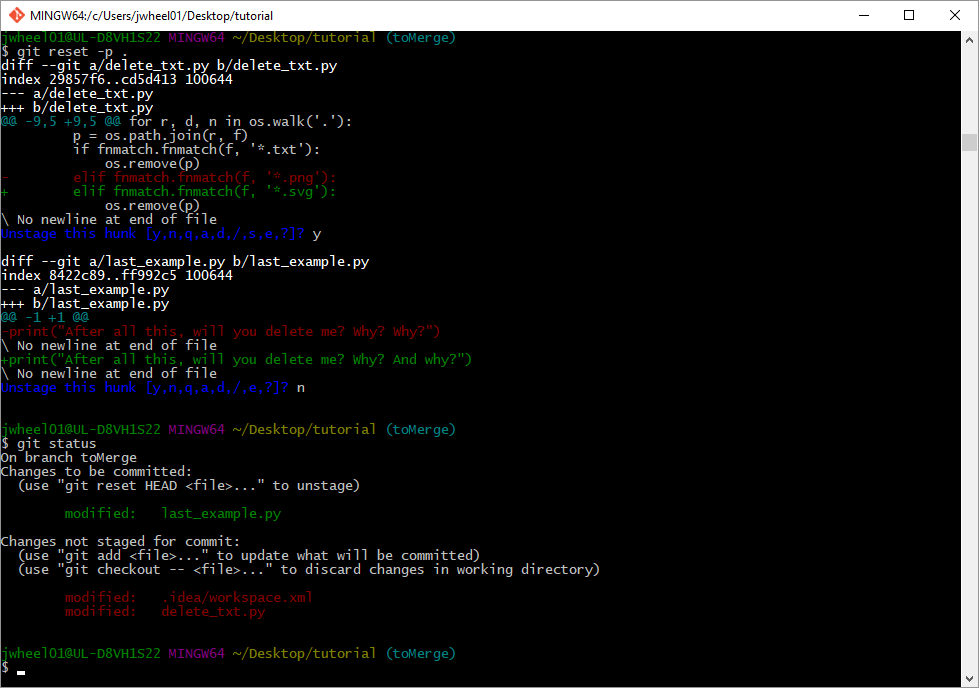 MINGW64:/c/Users/jwheel01/Desktop/tutorial
jwheel01@UL-D8VH1S22 MINGW64 ~/Desktop/tutorial (toMerge)
$ git reset -p .
diff --git a/delete_txt.py b/delete_txt.py
index 29857f6..cd5d413 100644
--- a/delete_txt.py
+++ b/delete_txt.py
@@ -9,5 +9,5 @@ for r, d, n in os.walk('.'):
         p = os.path.join(r, f)
         if fnmatch.fnmatch(f, '*.txt'):
             os.remove(p)
-        elif fnmatch.fnmatch(f, '*.png'):
+        elif fnmatch.fnmatch(f, '*.svg'):
             os.remove(p)
\ No newline at end of file
Unstage this hunk [y,n,q,a,d,/,s,e,?]? y
diff --git a/last_example.py b/last_example.py
index 8422c89..ff992c5 100644
--- a/last_example.py
+++ b/last_example.py
@@ -1 +1 @@
-print("After all this, will you delete me? Why? Why?")
\ No newline at end of file
+print("After all this, will you delete me? Why? And why?")
\ No newline at end of file
Unstage this hunk [y,n,q,a,d,/,e,?]? n
jwheel01@UL-D8VH1S22 MINGW64 ~/Desktop/tutorial (toMerge)
$ git status
On branch toMerge
Changes to be committed:
  (use "git reset HEAD <file>..." to unstage)
        modified:   last_example.py
Changes not staged for commit:
  (use "git add <file>..." to update what will be committed)
  (use "git checkout -- <file>..." to discard changes in working directory)
        modified:   .idea/workspace.xml
        modified:   delete_txt.py
jwheel01@UL-D8VH1S22 MINGW64 ~/Desktop/tutorial (toMerge)
$